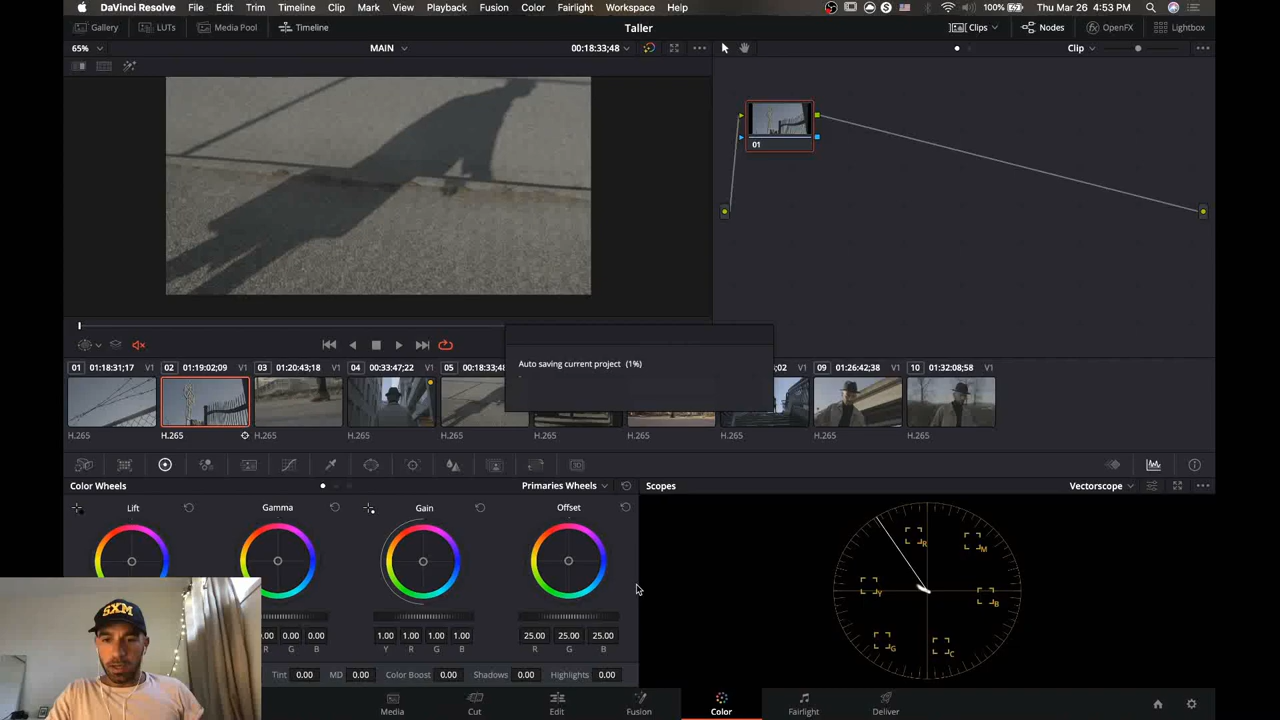 DaVinci Resolve File Edit Trim Timeline Clip Mark View Playback Fusion Color Fairlight Workspace Help S 100% Thu Mar 26 4:53 PM
Gallery LUTs Media Pool Timeline Taller Clips Nodes OpenFX Lightbox
65% MAIN 00:18:33;48 Clip
01
01 01:18:31;17 V1 02 01:19:02;09 V1 03 01:20:43;18 V1 04 00:33:47;22 V1 05 00:18:33;48 09 01:26:42;38 V1 10 01:32:08;58 V1
Auto saving current project (1%)
H.265 H.265 H.265 H.265 H.265 H.265 H.265 H.265 H.265 H.265
Color Wheels Primaries Wheels Scopes Vectorscope
Lift Gamma Gain Offset
R M Y B G C
0.00 0.00 0.00 1.00 1.00 1.00 1.00 25.00 25.00 25.00
R G B Y R G B R G B
Tint 0.00 MD 0.00 Color Boost 0.00 Shadows 0.00 Highlights 0.00
SXM
Media Cut Edit Fusion Color Fairlight Deliver